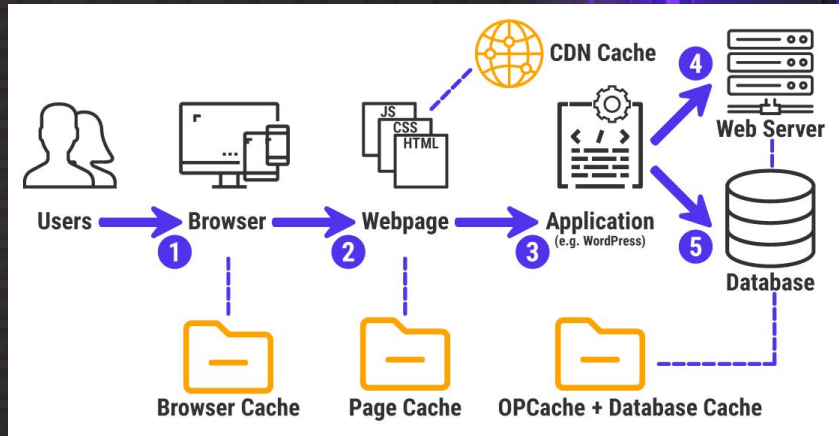 CDN Cache
4
JS
CSS
HTML
< / >
Web Server
Users
Browser
Webpage
Application
(e.g. WordPress)
1
2
3
5
Database
Browser Cache
Page Cache
OPCache + Database Cache